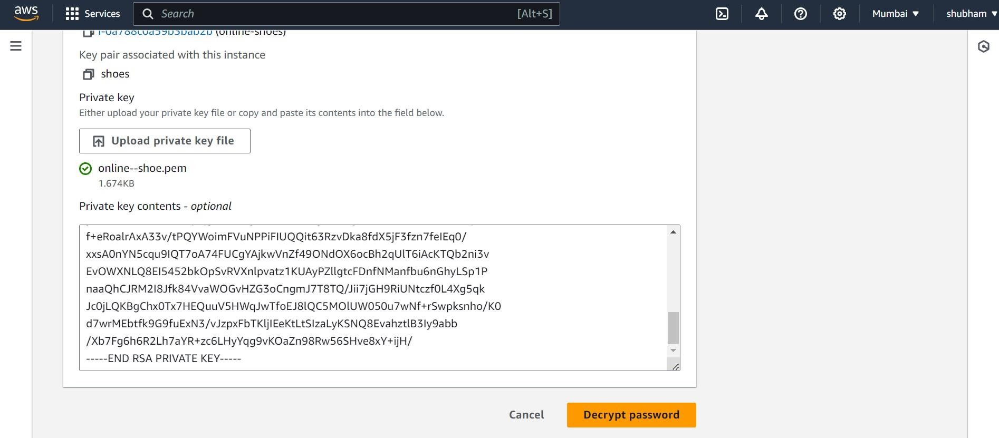 aws
Services
Search
[Alt+S]
Mumbai
shubham
i-0a788c0a59b3bab2b (online-shoes)
Key pair associated with this instance
shoes
Private key
Either upload your private key file or copy and paste its contents into the field below.
Upload private key file
online--shoe.pem
1.674KB
Private key contents - optional
f+eRoalrAxA33v/tPQYWoimFVuNPPiFIUQQit63RzvDka8fdX5jF3fzn7feIEq0/
xxsA0nYN5cqu9IQT7oA74FUCgYAjkwVnZf49ONdOX6ocBh2qUlT6iAcKTQb2ni3v
EvOWXNLQ8EI5452bkOpSvRVXnlpvatz1KUAyPZllgtcFDnfNManfbu6nGhyLSp1P
naaQhCJRM2I8Jfk84VvaWOGvHZG3oCngmJ7T8TQ/Jii7jGH9RiUNtczf0L4Xg5qk
Jc0jLQKBgChx0Tx7HEQuuV5HWqJwTfoEJ8lQC5MOlUW050u7wNf+rSwpksnho/K0
d7wrMEbtfk9G9fuExN3/vJzpxFbTKljIEeKtLtSIzaLyKSNQ8EvahztlB3Iy9abb
/Xb7Fg6h6R2Lh7aYR+zc6LHyYqg9vKOaZn98Rw56SHve8xY+ijH/
-----END RSA PRIVATE KEY-----
Cancel
Decrypt password